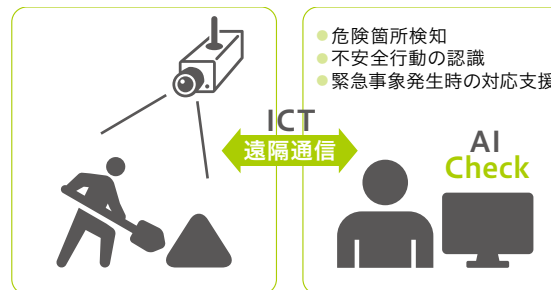 危険箇所検知
不安全行動の認識
緊急事象発生時の対応支援
ICT
遠隔通信
AI
Check